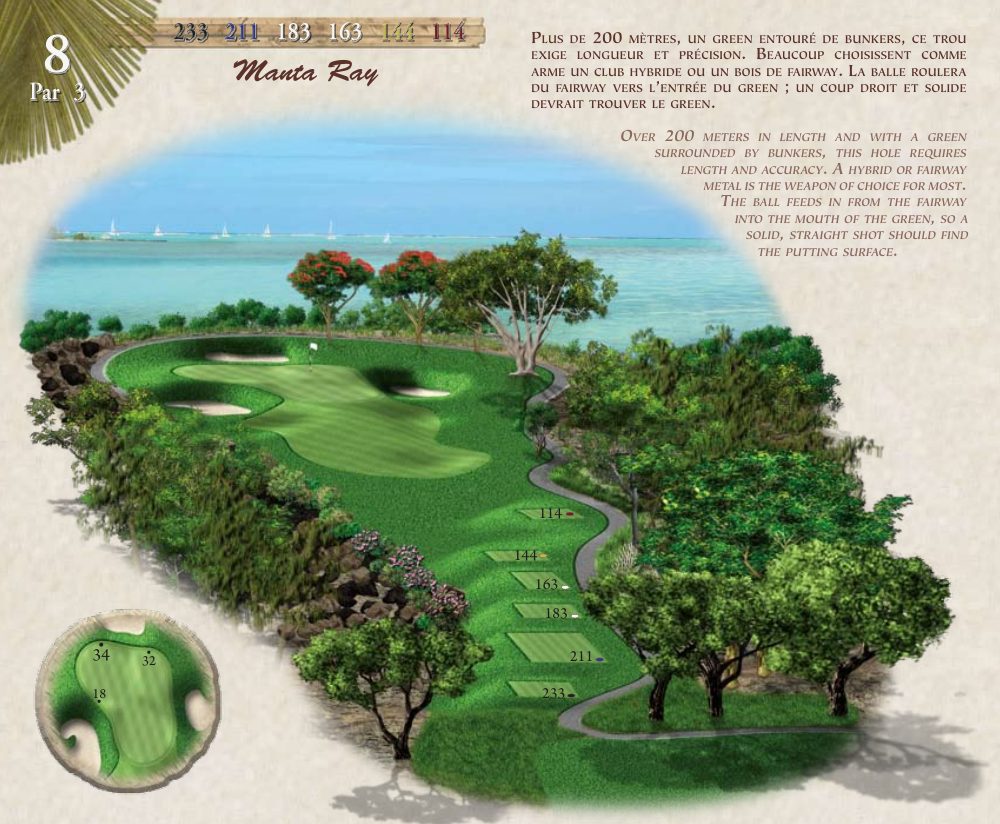 8
Par 3
233 211 183 163 144 114
Manta Ray
Plus de 200 mètres, un green entouré de bunkers, ce trou
exige longueur et précision. Beaucoup choisissent comme
arme un club hybride ou un bois de fairway. La balle roulera
du fairway vers l'entrée du green ; un coup droit et solide
devrait trouver le green.
Over 200 meters in length and with a green
surrounded by bunkers, this hole requires
length and accuracy. A hybrid or fairway
metal is the weapon of choice for most.
The ball feeds in from the fairway
into the mouth of the green, so a
solid, straight shot should find
the putting surface.
114
144
163
183
211
233
34
32
18